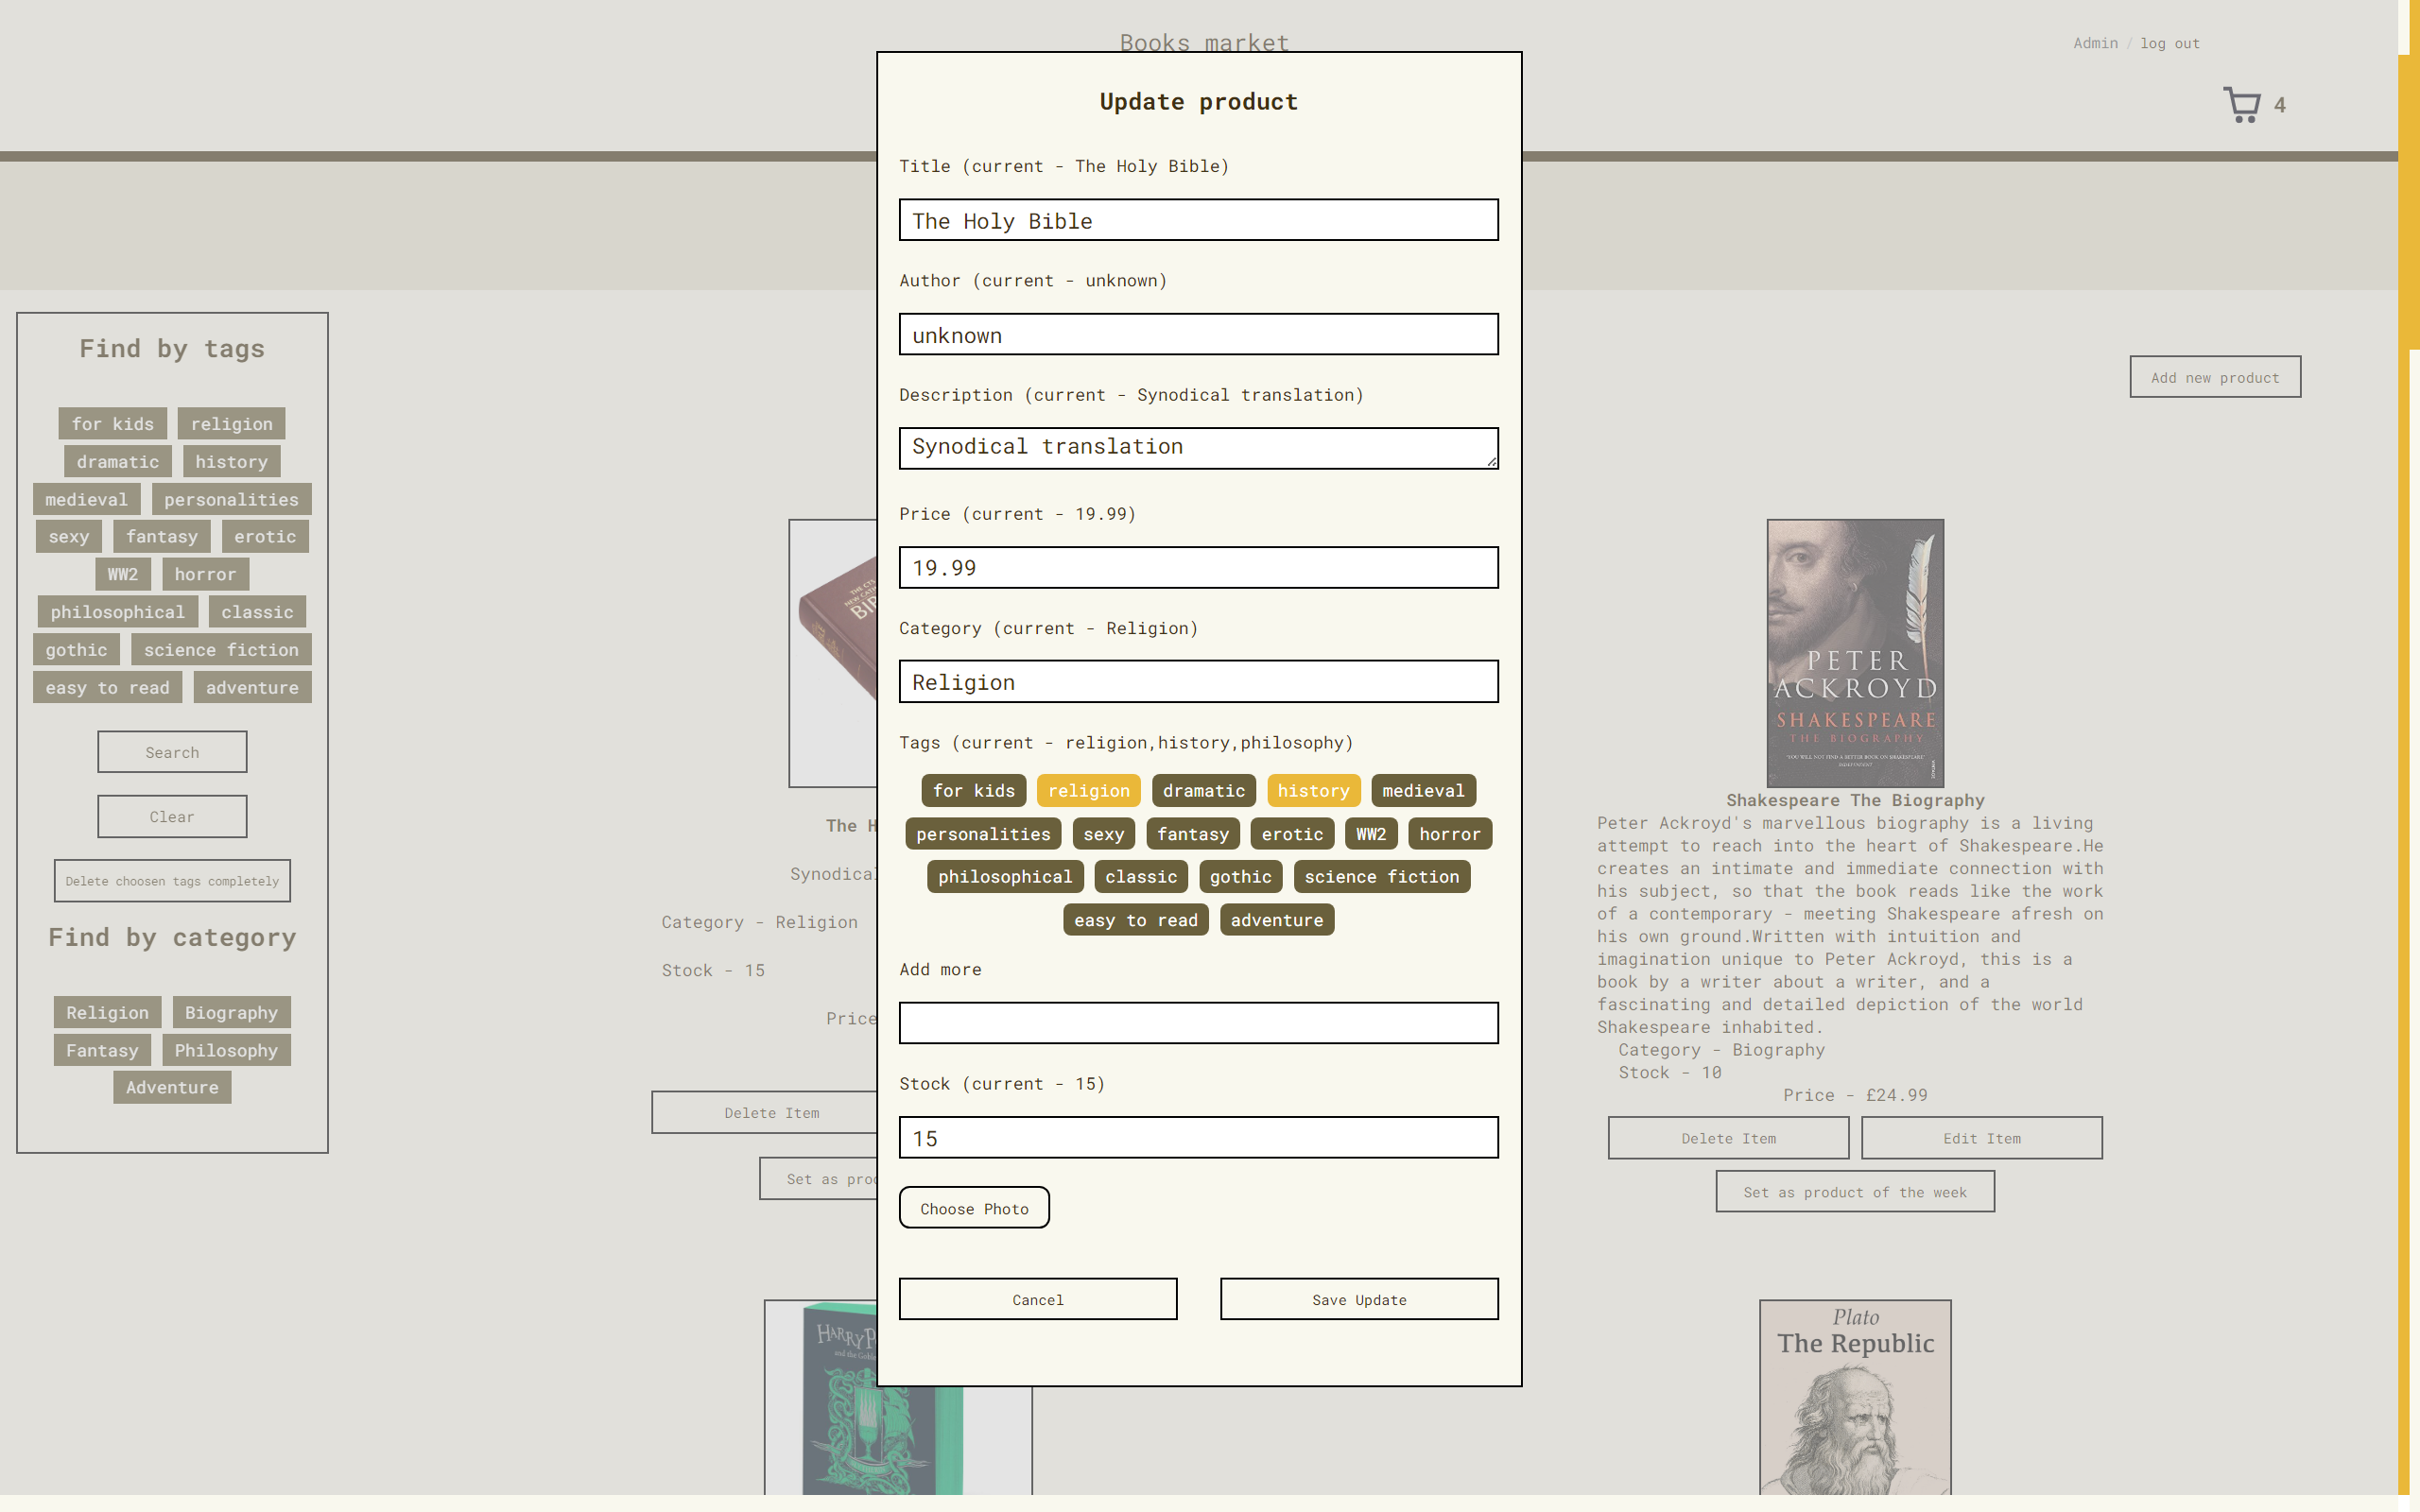 Books market
Admin / log out
4
Update product
Title (current - The Holy Bible)
The Holy Bible
Author (current - unknown)
unknown
Description (current - Synodical translation)
Synodical translation
Price (current - 19.99)
19.99
Category (current - Religion)
Religion
Tags (current - religion,history,philosophy)
for kids religion dramatic history medieval
personalities sexy fantasy erotic WW2 horror
philosophical classic gothic science fiction
easy to read adventure
Add more
Stock (current - 15)
15
Choose Photo
Cancel Save Update
Find by tags
for kids religion
dramatic history
medieval personalities
sexy fantasy erotic
WW2 horror
philosophical classic
gothic science fiction
easy to read adventure
Search
Clear
Delete choosen tags completely
Find by category
Religion Biography
Fantasy Philosophy
Adventure
The H
Synodical
Category - Religion
Stock - 15
Price
Delete Item
Set as prod
HARRY P
and the Gobl
Add new product
PETER
ACKROYD
SHAKESPEARE
THE BIOGRAPHY
Shakespeare The Biography
Peter Ackroyd's marvellous biography is a living
attempt to reach into the heart of Shakespeare.He
creates an intimate and immediate connection with
his subject, so that the book reads like the work
of a contemporary - meeting Shakespeare afresh on
his own ground.Written with intuition and
imagination unique to Peter Ackroyd, this is a
book by a writer about a writer, and a
fascinating and detailed depiction of the world
Shakespeare inhabited.
Category - Biography
Stock - 10
Price - £24.99
Delete Item Edit Item
Set as product of the week
Plato
The Republic